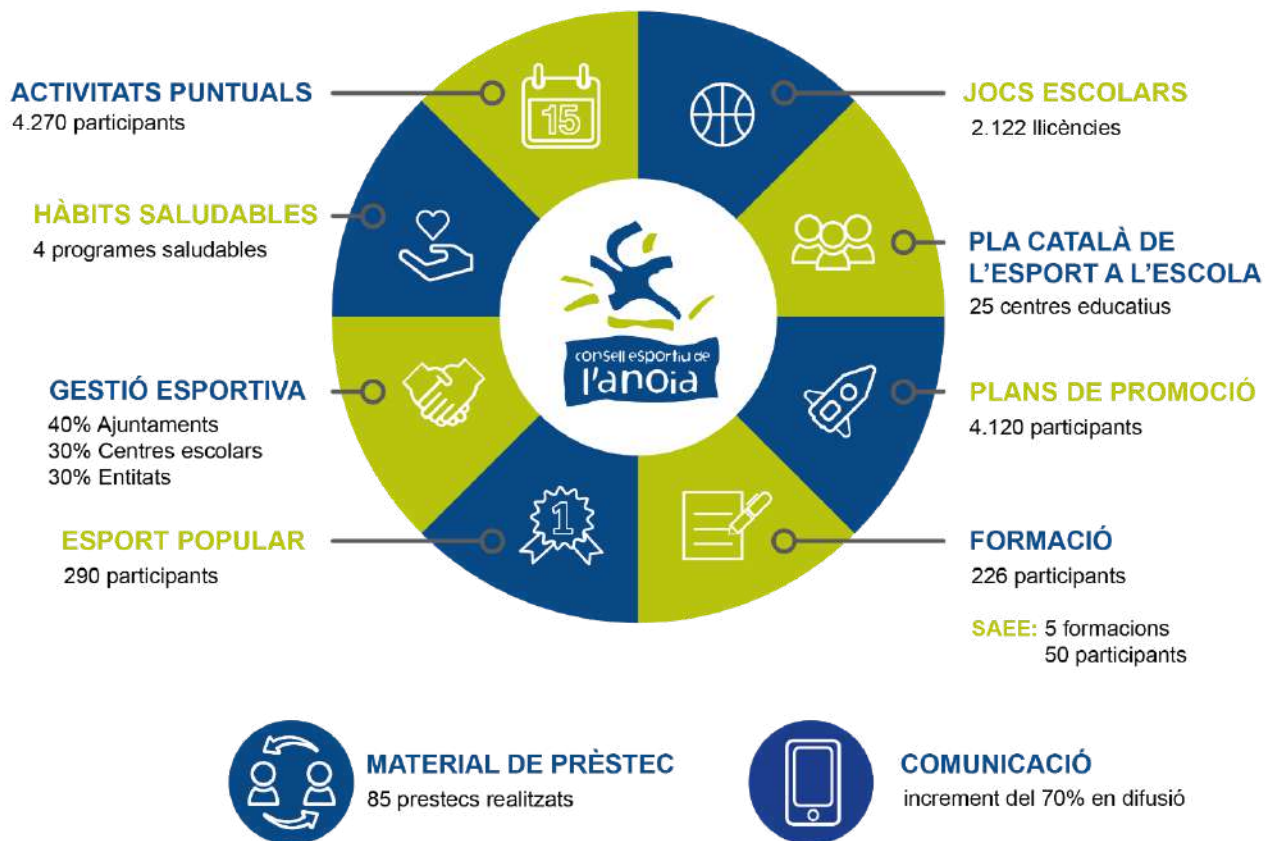 ACTIVITATS PUNTUALS
4.270 participants
15
JOCS ESCOLARS
2.122 llicències
HÀBITS SALUDABLES
4 programes saludables
PLA CATALÀ DE
L'ESPORT A L'ESCOLA
25 centres educatius
consell esportiu de
l'anoia
GESTIÓ ESPORTIVA
40% Ajuntaments
30% Centres escolars
30% Entitats
PLANS DE PROMOCIÓ
4.120 participants
ESPORT POPULAR
290 participants
1
FORMACIÓ
226 participants
SAEE: 5 formacions
50 participants
MATERIAL DE PRÈSTEC
85 prestecs realitzats
COMUNICACIÓ
increment del 70% en difusió